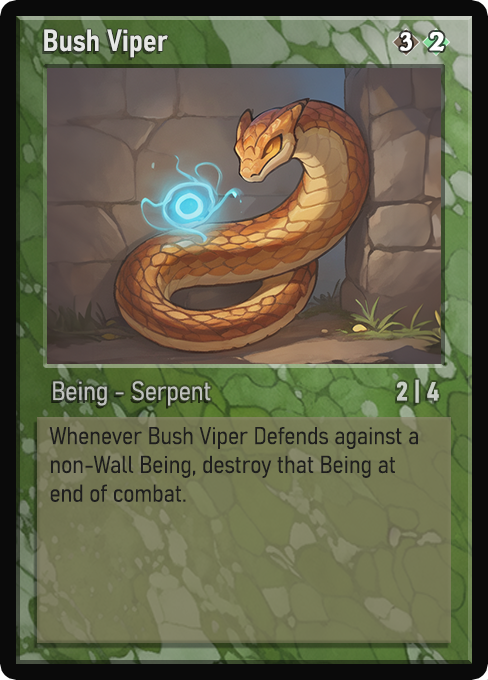 Bush Viper 3 2
Being - Serpent 2 | 4
Whenever Bush Viper Defends against a
non-Wall Being, destroy that Being at
end of combat.